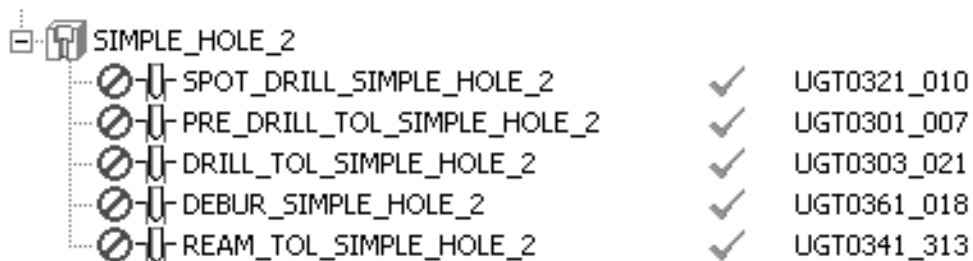 SIMPLE_HOLE_2
SPOT_DRILL_SIMPLE_HOLE_2 UGT0321_010
PRE_DRILL_TOL_SIMPLE_HOLE_2 UGT0301_007
DRILL_TOL_SIMPLE_HOLE_2 UGT0303_021
DEBUR_SIMPLE_HOLE_2 UGT0361_018
REAM_TOL_SIMPLE_HOLE_2 UGT0341_313